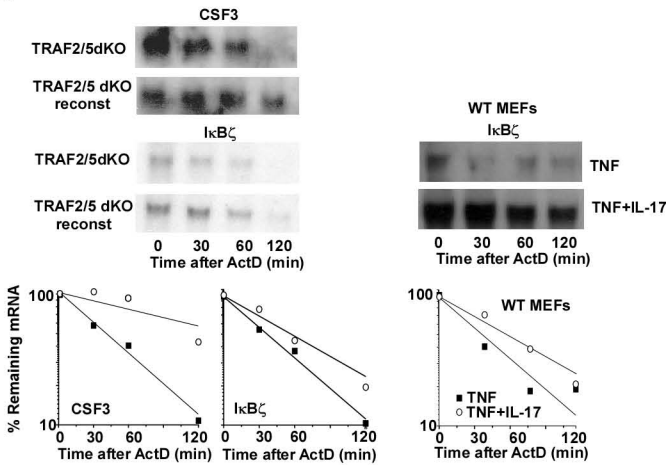 CSF3
TRAF2/5dKO
TRAF2/5 dKO
reconst
IκBζ
TRAF2/5dKO
TRAF2/5 dKO
reconst
0 30 60 120
Time after ActD (min)
WT MEFs
IκBζ
TNF
TNF+IL-17
0 30 60 120
Time after ActD (min)
% Remaining mRNA
100
10
CSF3
0 30 60 90 120
Time after ActD (min)
IκBζ
0 30 60 90 120
Time after ActD (min)
100
10
WT MEFs
TNF
TNF+IL-17
0 30 60 90 120
Time after ActD (min)